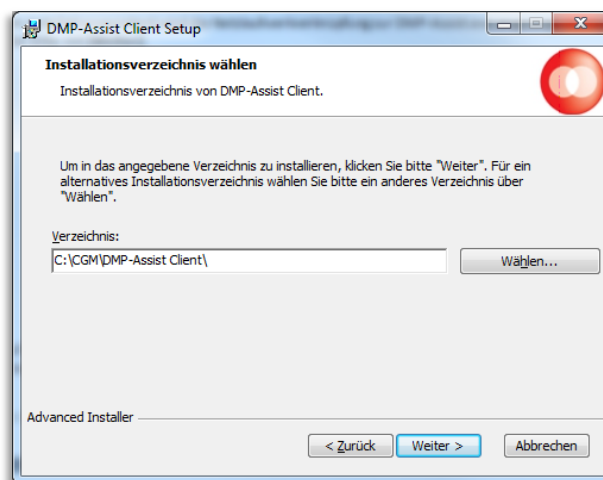 DMP-Assist Client Setup
Installationsverzeichnis wählen
Installationsverzeichnis von DMP-Assist Client.
Um in das angegebene Verzeichnis zu installieren, klicken Sie bitte "Weiter". Für ein
alternatives Installationsverzeichnis wählen Sie bitte ein anderes Verzeichnis über
"Wählen".
Verzeichnis:
C:\CGM\DMP-Assist Client\
Wählen...
Advanced Installer
< Zurück
Weiter >
Abbrechen